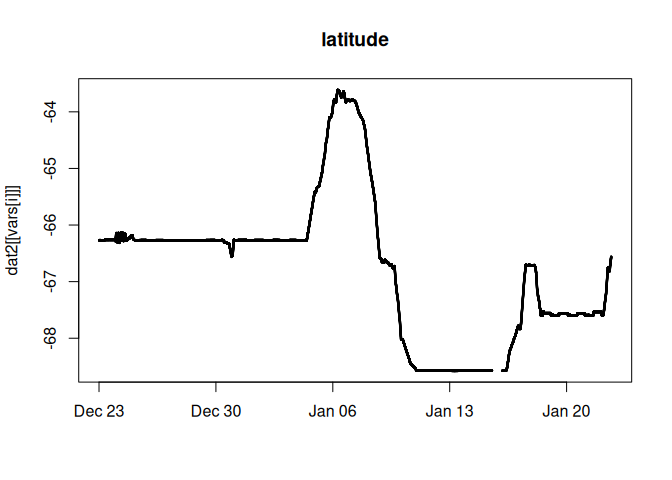 latitude
dat2[[vars[i]]]
-64
-65
-66
-67
-68
Dec 23
Dec 30
Jan 06
Jan 13
Jan 20